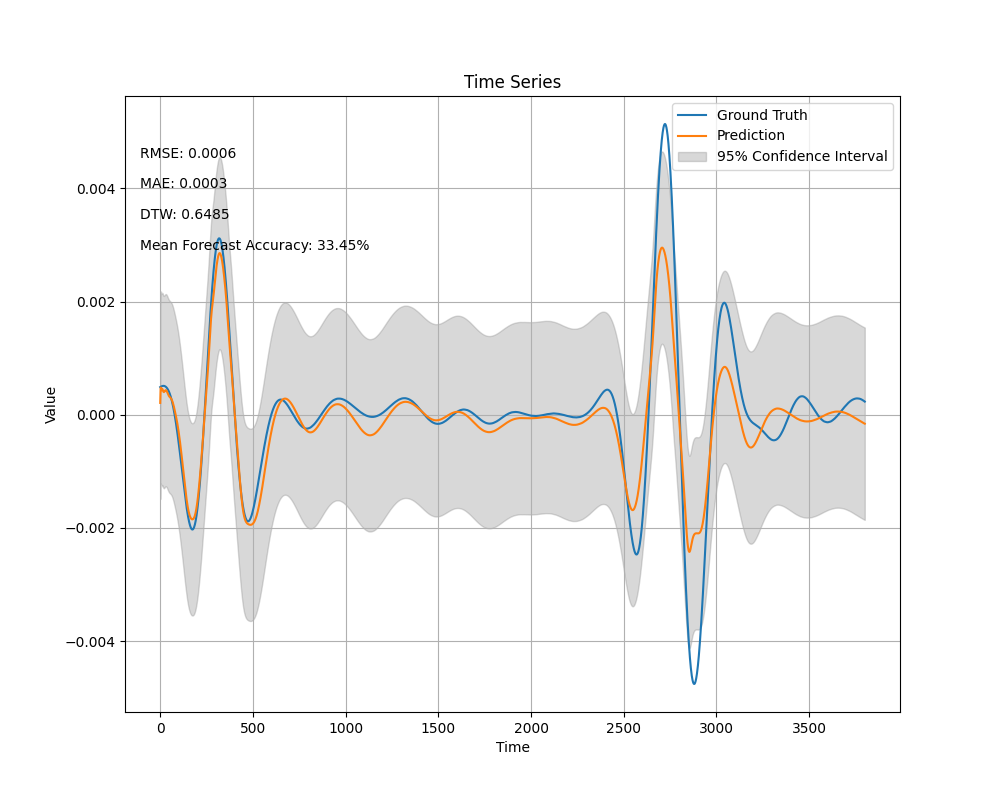 Time Series
Ground Truth
Prediction
95% Confidence Interval
RMSE: 0.0006
MAE: 0.0003
DTW: 0.6485
Mean Forecast Accuracy: 33.45%
0.004
0.002
0.000
−0.002
−0.004
Value
0 500 1000 1500 2000 2500 3000 3500
Time